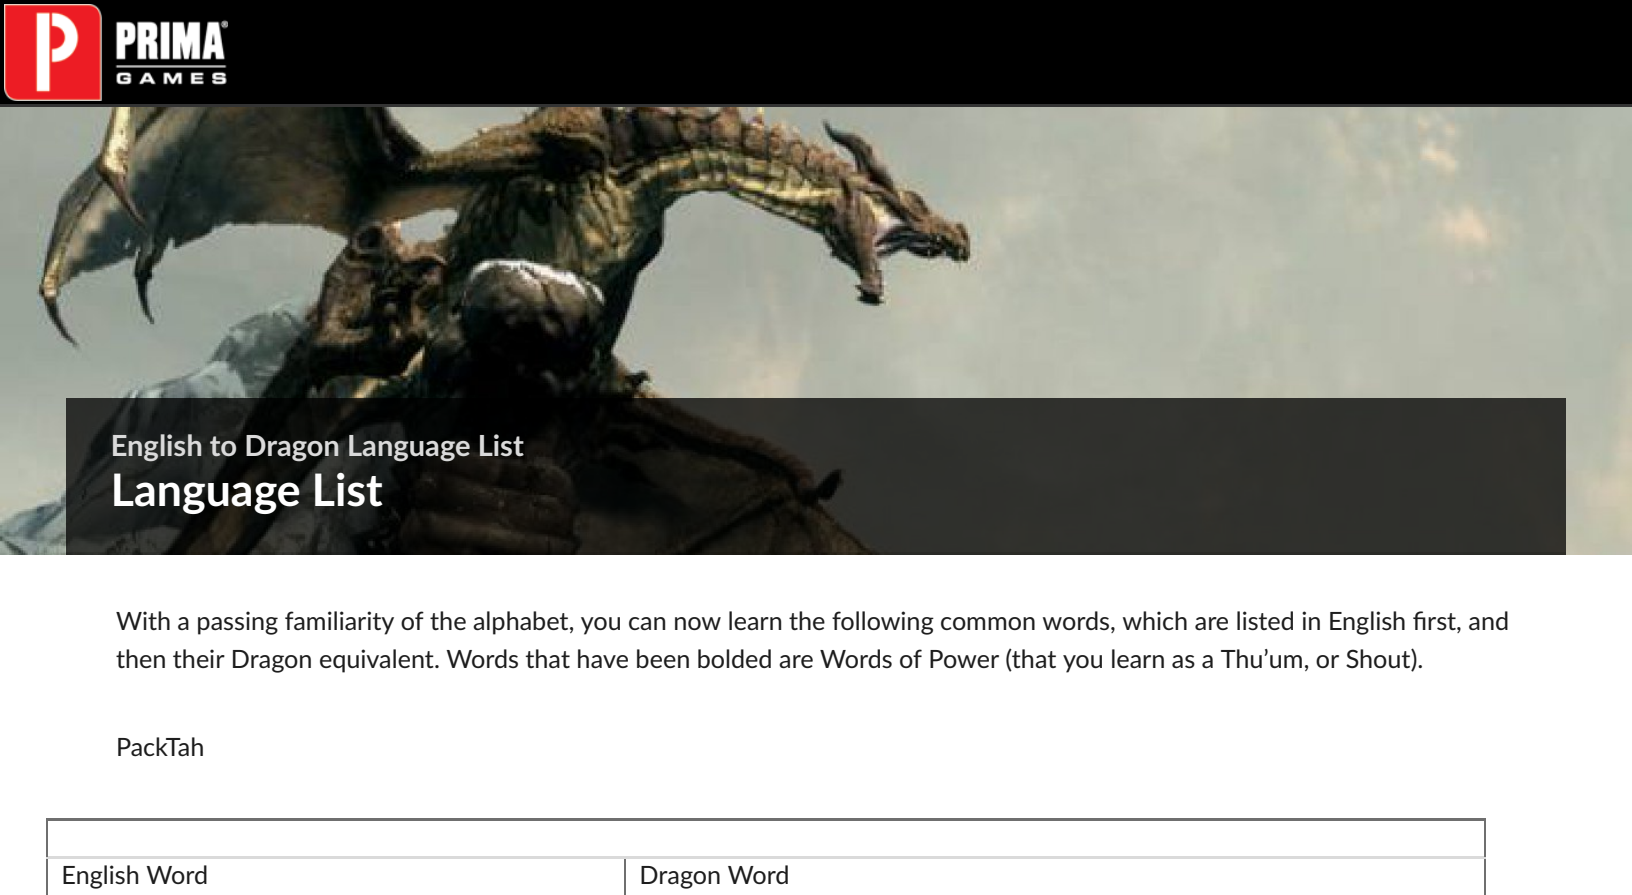 PRIMA®
GAMES
English to Dragon Language List
Language List
With a passing familiarity of the alphabet, you can now learn the following common words, which are listed in English first, and
then their Dragon equivalent. Words that have been bolded are Words of Power (that you learn as a Thu’um, or Shout).
PackTah
English Word Dragon Word